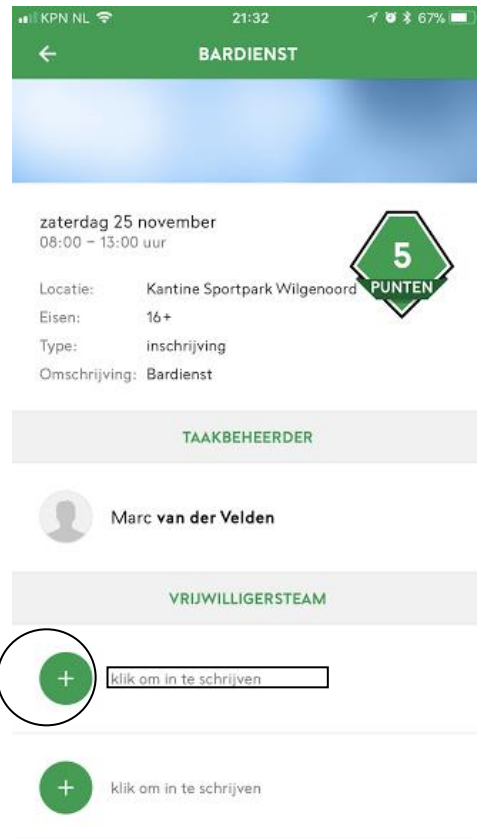 KPN NL 21:32 67%
BARDIENST
zaterdag 25 november
08:00 - 13:00 uur
5
PUNTEN
Locatie: Kantine Sportpark Wilgenoord
Eisen: 16+
Type: inschrijving
Omschrijving: Bardienst
TAAKBEHEERDER
Marc van der Velden
VRIJWILLIGERSTEAM
+ klik om in te schrijven
+ klik om in te schrijven